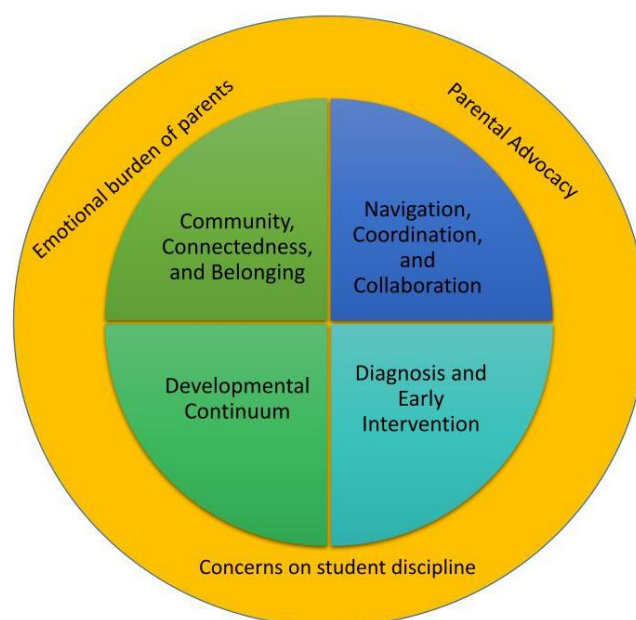 Emotional burden of parents
Parental Advocacy
Community,
Connectedness,
and Belonging
Navigation,
Coordination,
and
Collaboration
Developmental
Continuum
Diagnosis and
Early
Intervention
Concerns on student discipline